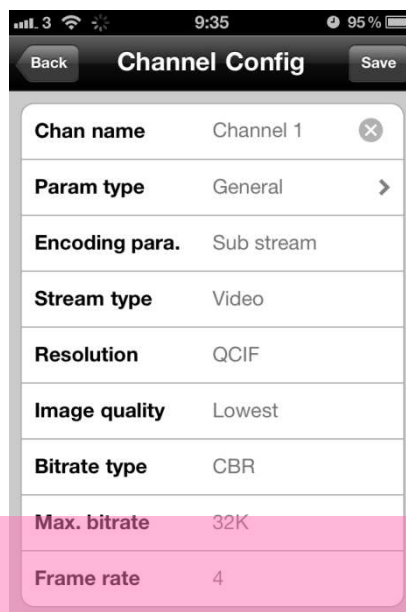 3 9:35 95%
Back Channel Config Save
Chan name Channel 1
Param type General
Encoding para. Sub stream
Stream type Video
Resolution QCIF
Image quality Lowest
Bitrate type CBR
Max. bitrate 32K
Frame rate 4